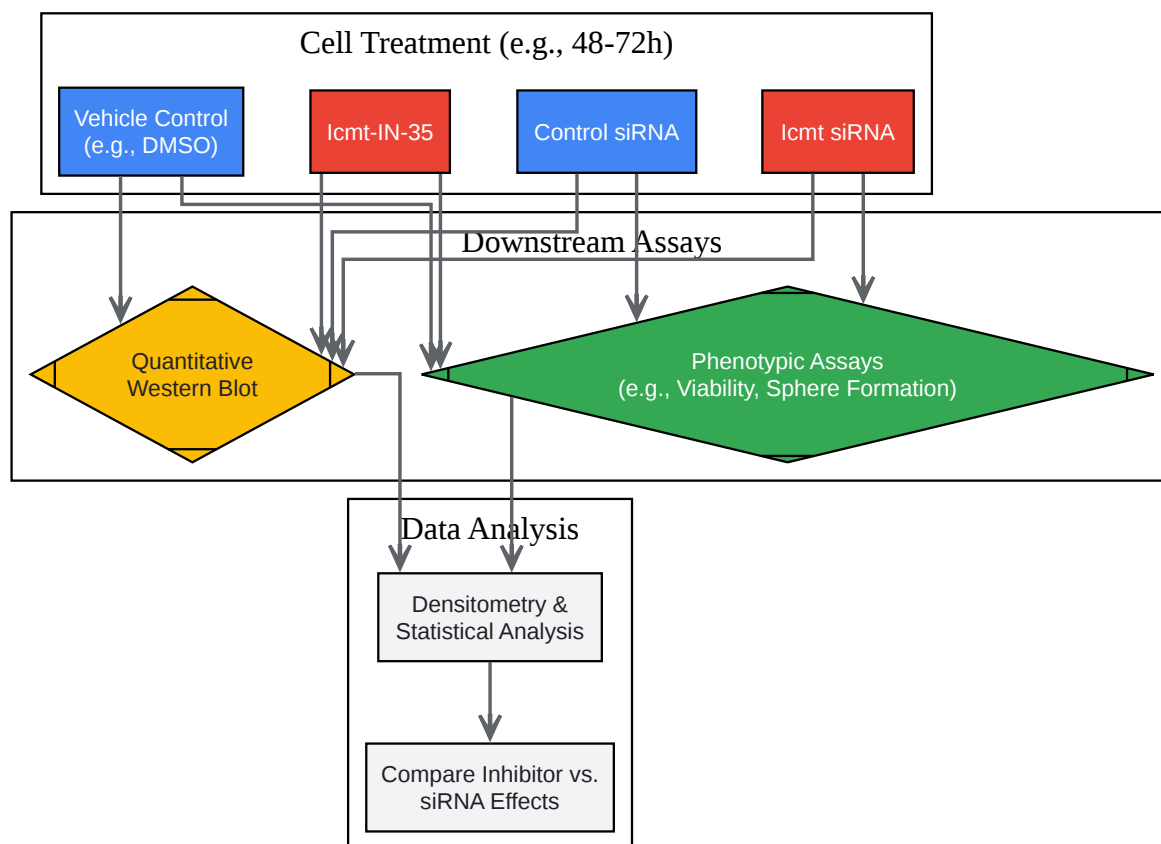 Cell Treatment (e.g., 48-72h)
Vehicle Control
(e.g., DMSO)
Icmt-IN-35
Control siRNA
Icmt siRNA
Downstream Assays
Quantitative
Western Blot
Phenotypic Assays
(e.g., Viability, Sphere Formation)
Data Analysis
Densitometry &
Statistical Analysis
Compare Inhibitor vs.
siRNA Effects